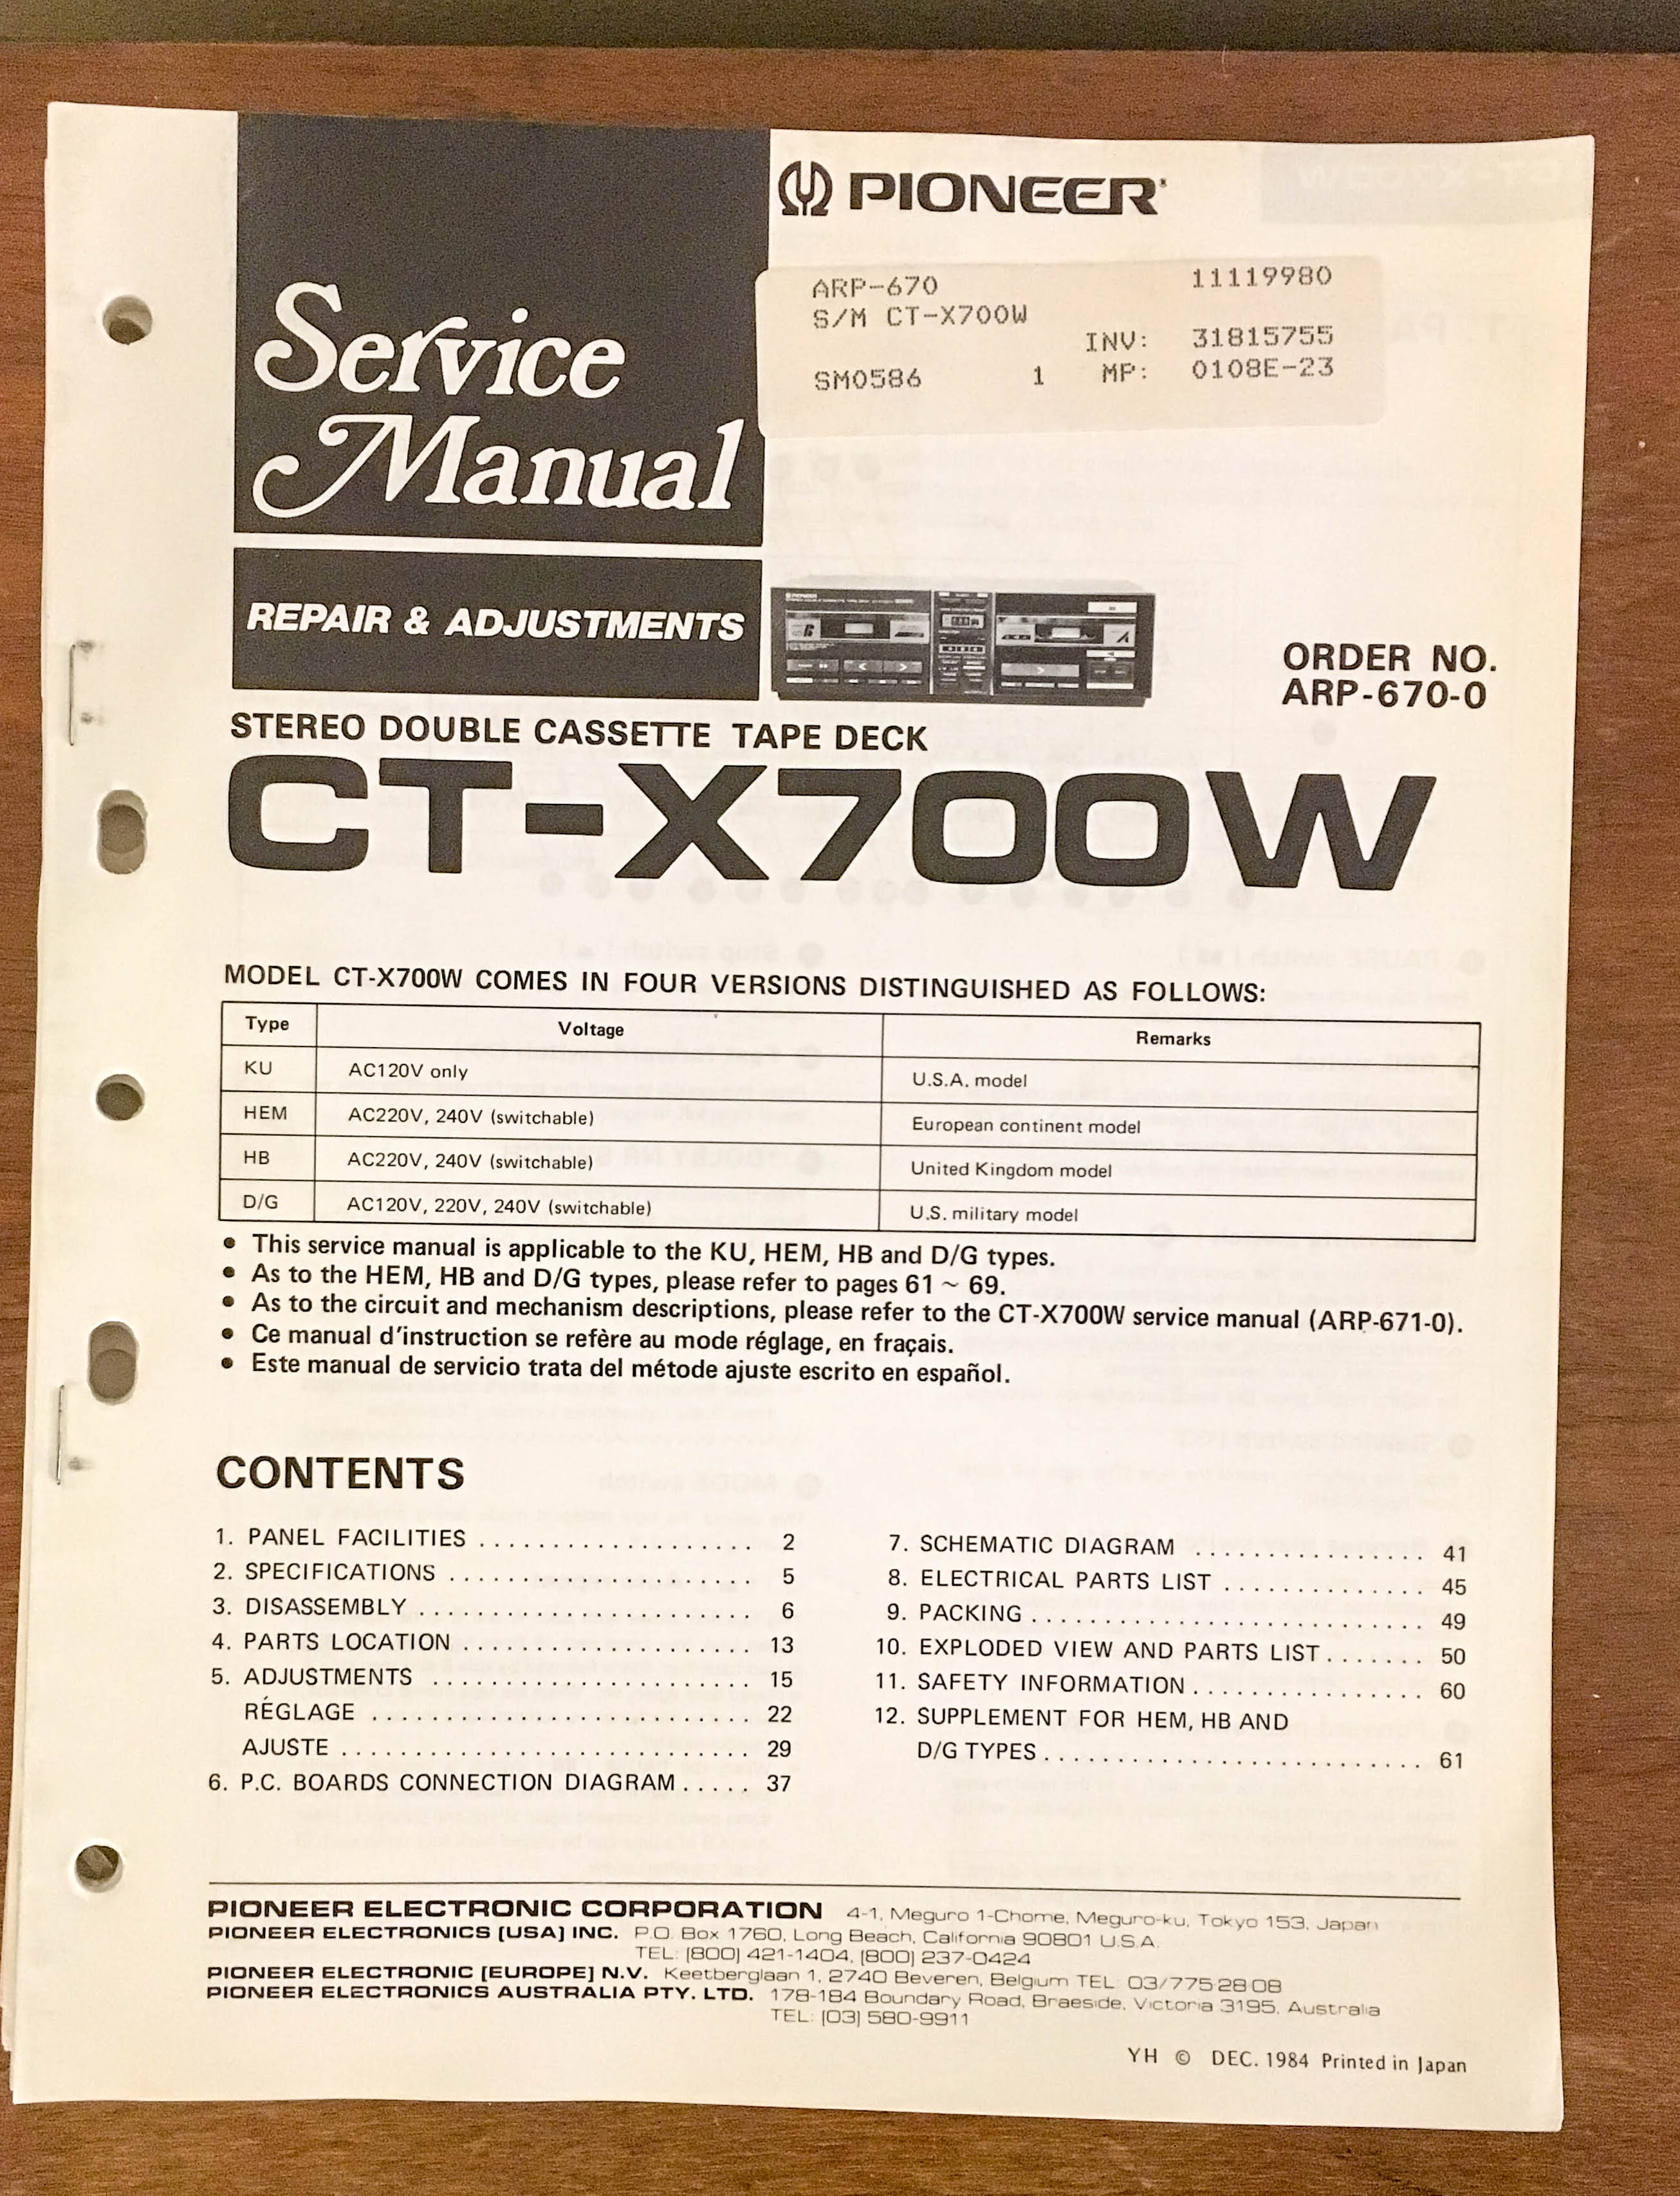 PIONEER
ARP-670 11119980
S/M CT-X700W
INV: 31815755
SM0586 1 MP: 0108E-23
Service
Manual
REPAIR & ADJUSTMENTS
ORDER NO.
ARP-670-0
STEREO DOUBLE CASSETTE TAPE DECK
CT-X700W
MODEL CT-X700W COMES IN FOUR VERSIONS DISTINGUISHED AS FOLLOWS:
Type Voltage Remarks
KU AC120V only U.S.A. model
HEM AC220V, 240V (switchable) European continent model
HB AC220V, 240V (switchable) United Kingdom model
D/G AC120V, 220V, 240V (switchable) U.S. military model
• This service manual is applicable to the KU, HEM, HB and D/G types.
• As to the HEM, HB and D/G types, please refer to pages 61 ~ 69.
• As to the circuit and mechanism descriptions, please refer to the CT-X700W service manual (ARP-671-0).
• Ce manual d'instruction se refère au mode réglage, en fraçais.
• Este manual de servicio trata del métode ajuste escrito en español.
CONTENTS
1. PANEL FACILITIES . . . . . . . . . . . . . . . . . . . 2
2. SPECIFICATIONS . . . . . . . . . . . . . . . . . . . . . 5
3. DISASSEMBLY . . . . . . . . . . . . . . . . . . . . . . . 6
4. PARTS LOCATION . . . . . . . . . . . . . . . . . . . . 13
5. ADJUSTMENTS . . . . . . . . . . . . . . . . . . . . . . 15
RÉGLAGE . . . . . . . . . . . . . . . . . . . . . . . . . . 22
AJUSTE . . . . . . . . . . . . . . . . . . . . . . . . . . . . 29
6. P.C. BOARDS CONNECTION DIAGRAM . . . . . 37
7. SCHEMATIC DIAGRAM . . . . . . . . . . . . . . . . 41
8. ELECTRICAL PARTS LIST . . . . . . . . . . . . . . 45
9. PACKING . . . . . . . . . . . . . . . . . . . . . . . . . . . 49
10. EXPLODED VIEW AND PARTS LIST . . . . . . . 50
11. SAFETY INFORMATION . . . . . . . . . . . . . . . . 60
12. SUPPLEMENT FOR HEM, HB AND
D/G TYPES . . . . . . . . . . . . . . . . . . . . . . . . . . 61
PIONEER ELECTRONIC CORPORATION 4-1, Meguro 1-Chome, Meguro-ku, Tokyo 153, Japan
PIONEER ELECTRONICS [USA] INC. P.O. Box 1760, Long Beach, California 90801 U.S.A.
TEL: [800] 421-1404, [800] 237-0424
PIONEER ELECTRONIC [EUROPE] N.V. Keetberglaan 1, 2740 Beveren, Belgium TEL: 03/775·28·08
PIONEER ELECTRONICS AUSTRALIA PTY. LTD. 178-184 Boundary Road, Braeside, Victoria 3195, Australia
TEL: [03] 580-9911
YH © DEC. 1984 Printed in Japan